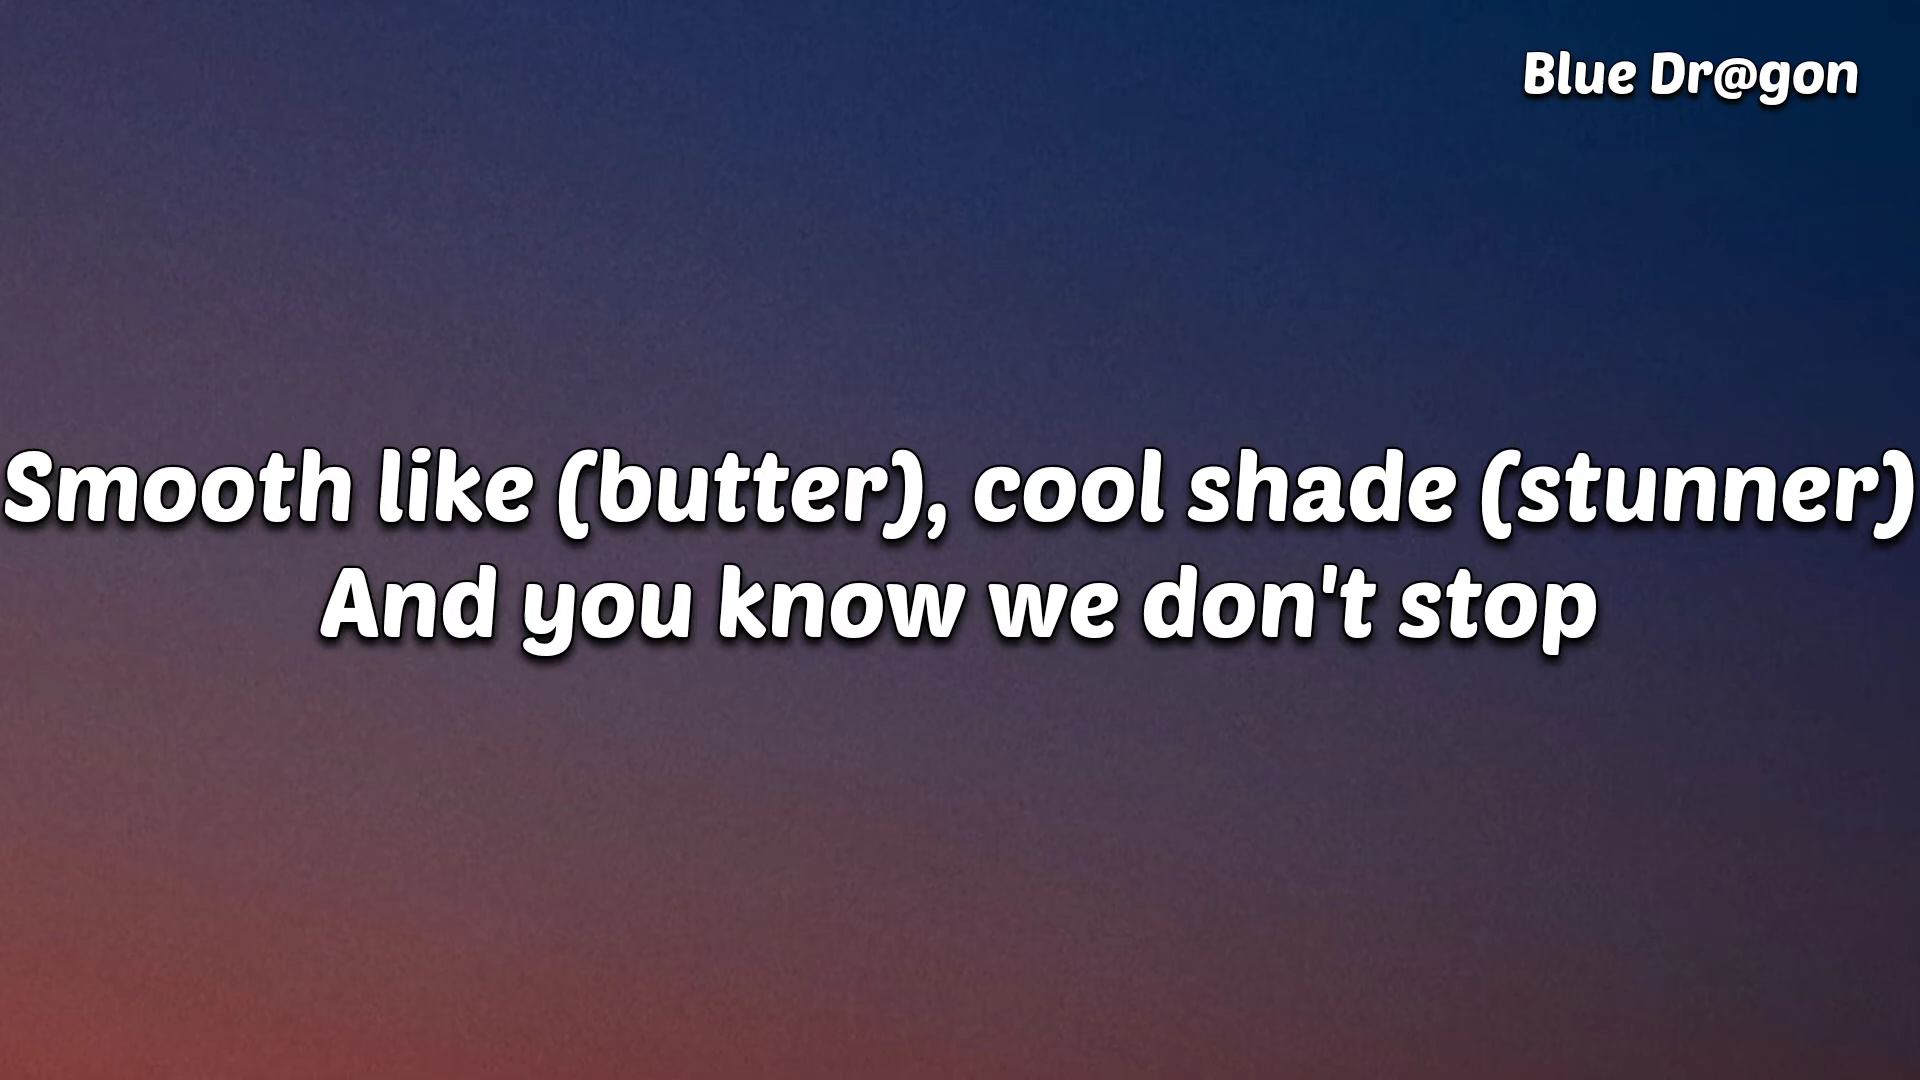 Blue Dr@gon
Smooth like (butter), cool shade (stunner)
And you know we don't stop